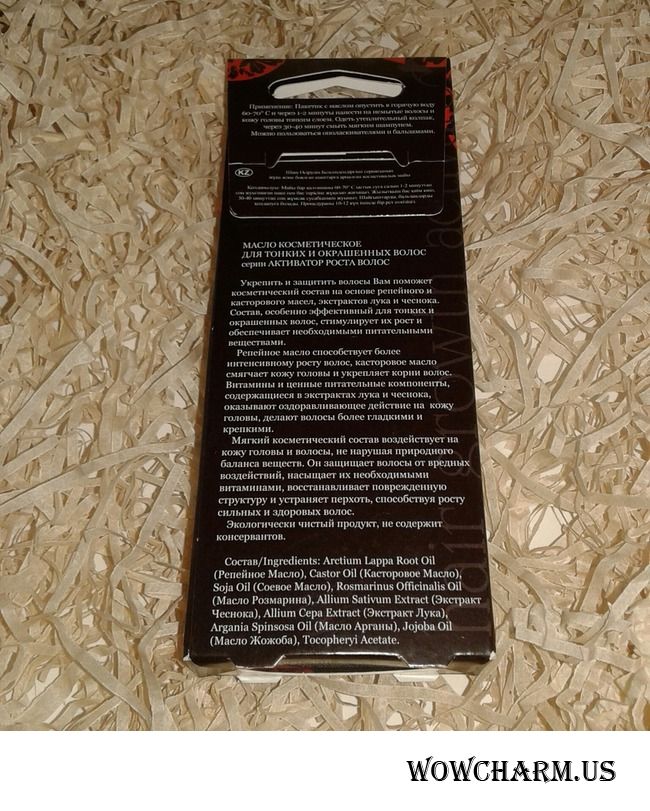 Применение: Пакетик с маслом опустить в горячую воду
60-70° С и через 1-2 минуты нанести на немытые волосы и
кожу головы тонким слоем. Одеть утеплительный колпак,
через 30-40 минут смыть мягким шампунем.
Можно пользоваться ополаскивателями и бальзамами.
KZ
МАСЛО КОСМЕТИЧЕСКОЕ
ДЛЯ ТОНКИХ И ОКРАШЕННЫХ ВОЛОС
серии АКТИВАТОР РОСТА ВОЛОС
Укрепить и защитить волосы Вам поможет
косметический состав на основе репейного и
касторового масел, экстрактов лука и чеснока.
Состав, особенно эффективный для тонких и
окрашенных волос, стимулирует их рост и
обеспечивает необходимыми питательными
веществами.
Репейное масло способствует более
интенсивному росту волос, касторовое масло
смягчает кожу головы и укрепляет корни волос.
Витамины и ценные питательные компоненты,
содержащиеся в экстрактах лука и чеснока,
оказывают оздоравливающее действие на кожу
головы, делают волосы более гладкими и
крепкими.
Мягкий косметический состав воздействует на
кожу головы и волосы, не нарушая природного
баланса веществ. Он защищает волосы от вредных
воздействий, насыщает их необходимыми
витаминами, восстанавливает поврежденную
структуру и устраняет перхоть, способствуя росту
сильных и здоровых волос.
Экологически чистый продукт, не содержит
консервантов.
Состав/Ingredients: Arctium Lappa Root Oil
(Репейное Масло), Castor Oil (Касторовое Масло),
Soja Oil (Соевое Масло), Rosmarinus Officinalis Oil
(Масло Розмарина), Allium Sativum Extract (Экстракт
Чеснока), Allium Cepa Extract (Экстракт Лука),
Argania Spinsosa Oil (Масло Арганы), Jojoba Oil
(Масло Жожоба), Tocopheryi Acetate.
WOWCHARM.US